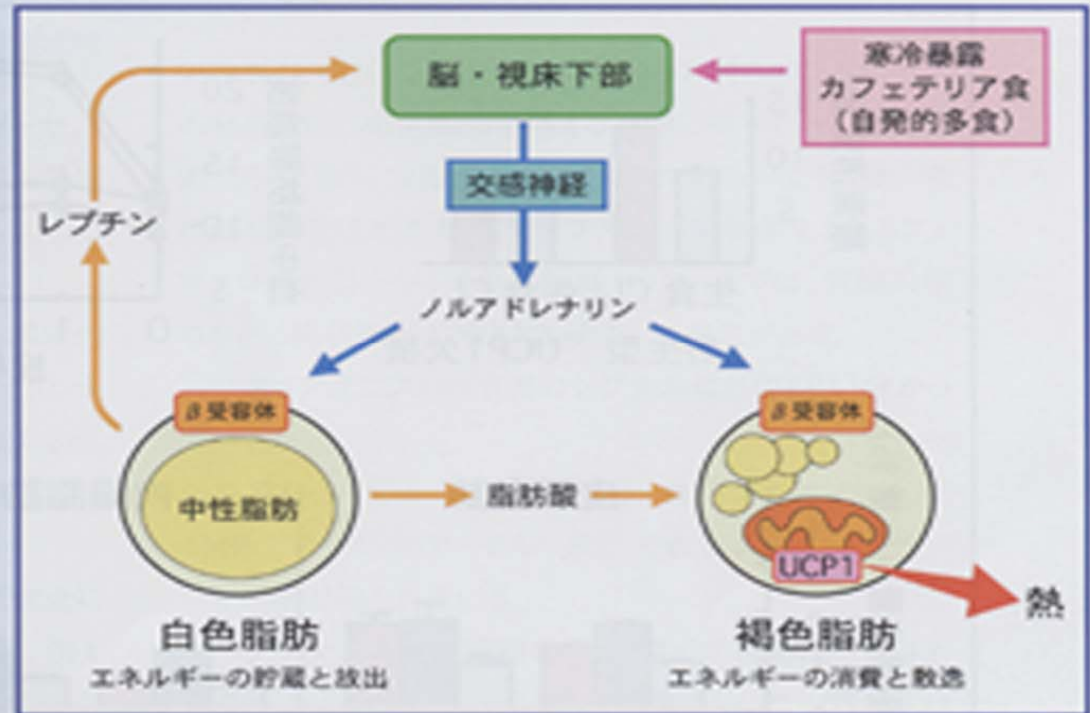 脳・視床下部
寒冷暴露
カフェテリア食
（自発的多食）
交感神経
レプチン
ノルアドレナリン
β受容体
β受容体
中性脂肪
脂肪酸
UCP1
熱
白色脂肪
褐色脂肪
エネルギーの貯蔵と放出
エネルギーの消費と散逸